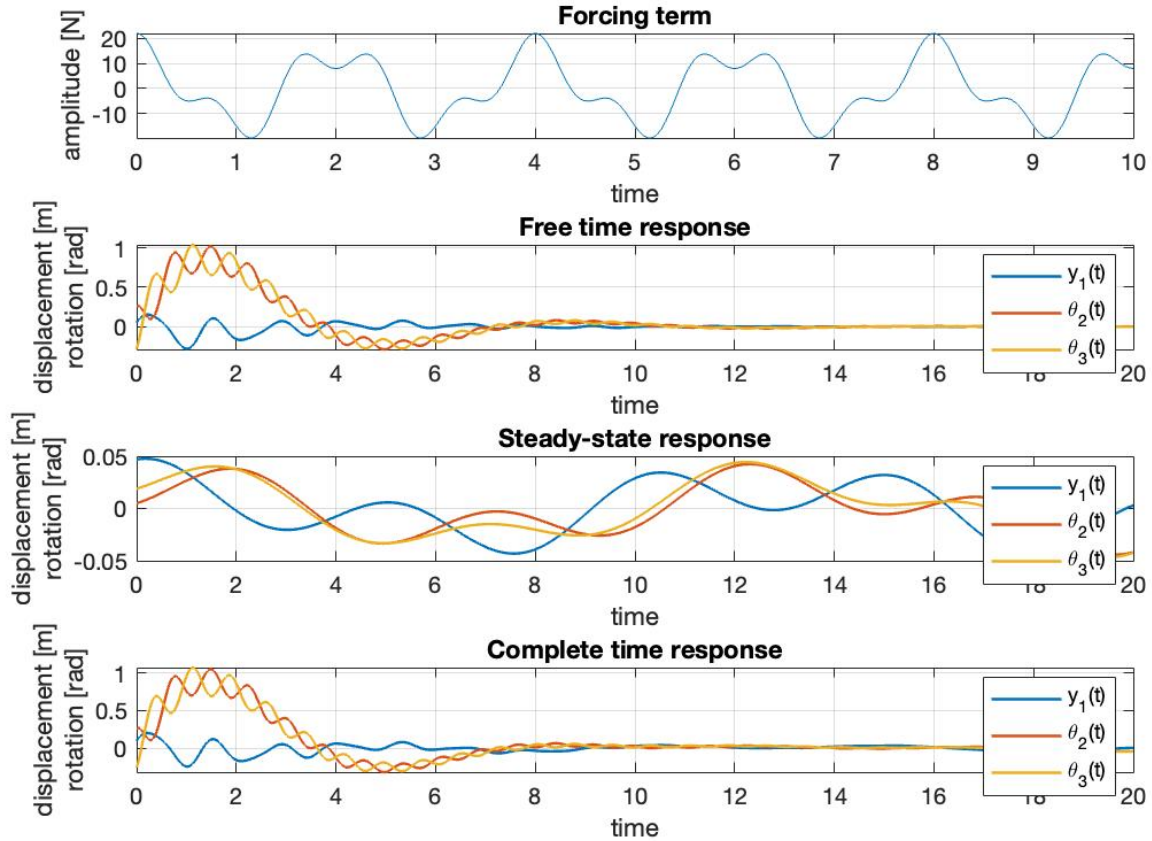 Forcing term
amplitude [N]
20
10
0
-10
0 1 2 3 4 5 6 7 8 9 10
time
Free time response
displacement [m]
rotation [rad]
1
0.5
0
y1(t)
θ2(t)
θ3(t)
0 2 4 6 8 10 12 14 16 18 20
time
Steady-state response
displacement [m]
rotation [rad]
0.05
0
-0.05
y1(t)
θ2(t)
θ3(t)
0 2 4 6 8 10 12 14 16 18 20
time
Complete time response
displacement [m]
rotation [rad]
1
0.5
0
y1(t)
θ2(t)
θ3(t)
0 2 4 6 8 10 12 14 16 18 20
time